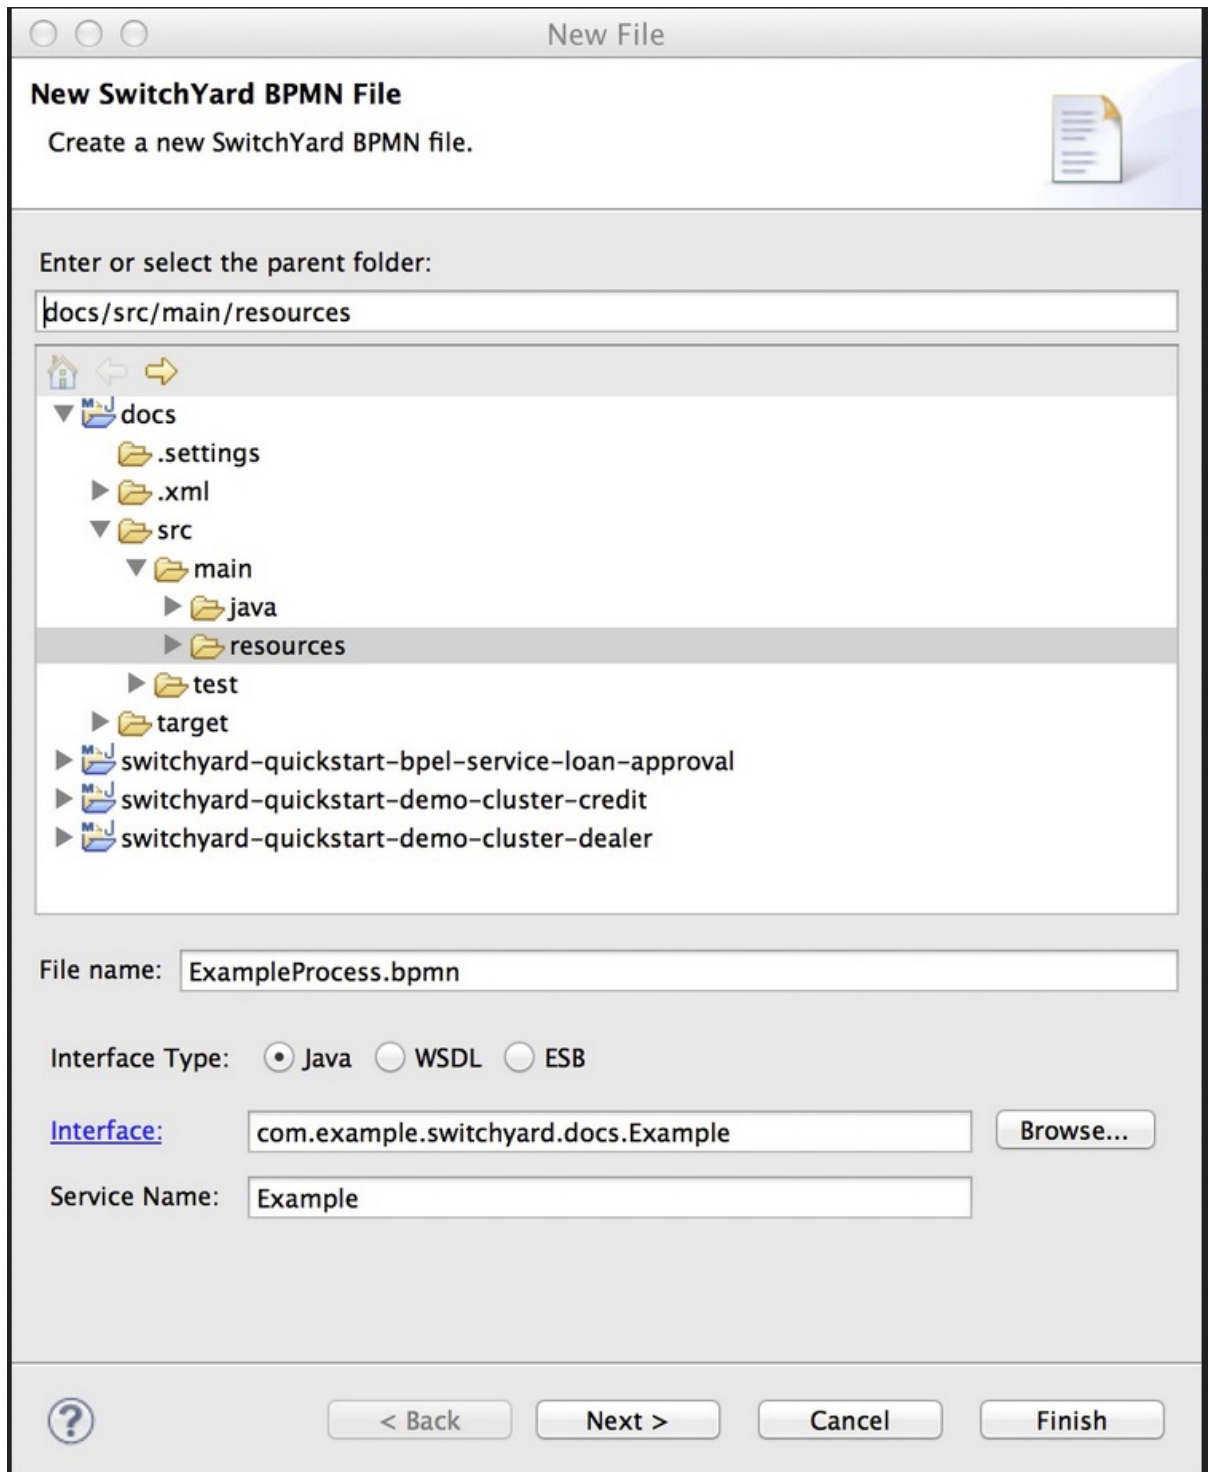 New File
New SwitchYard BPMN File
Create a new SwitchYard BPMN file.
Enter or select the parent folder:
docs/src/main/resources
docs
.settings
.xml
src
main
java
resources
test
target
switchyard-quickstart-bpel-service-loan-approval
switchyard-quickstart-demo-cluster-credit
switchyard-quickstart-demo-cluster-dealer
File name: ExampleProcess.bpmn
Interface Type: Java WSDL ESB
Interface: com.example.switchyard.docs.Example Browse...
Service Name: Example
? < Back Next > Cancel Finish